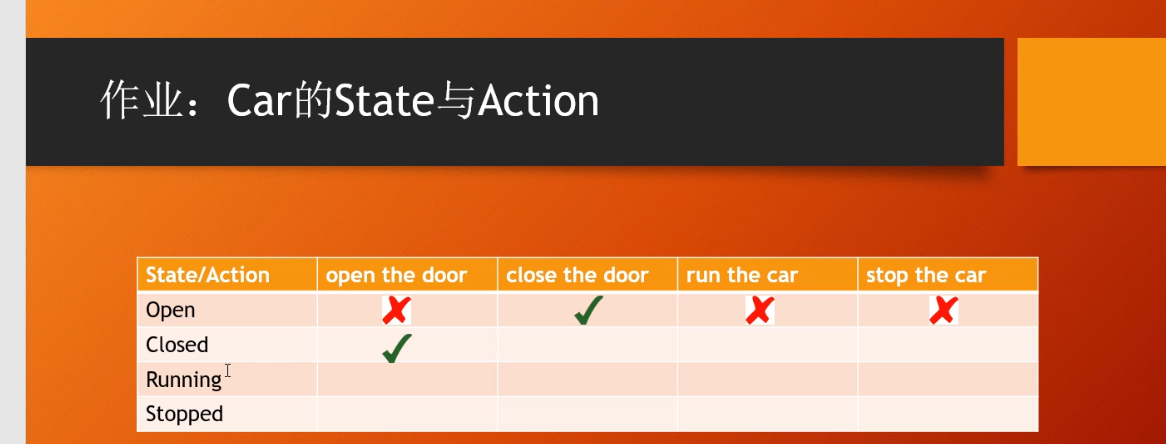 作业：Car的State与Action
State/Action open the door close the door run the car stop the car
Open ✘ ✔ ✘ ✘
Closed ✔
Running
Stopped